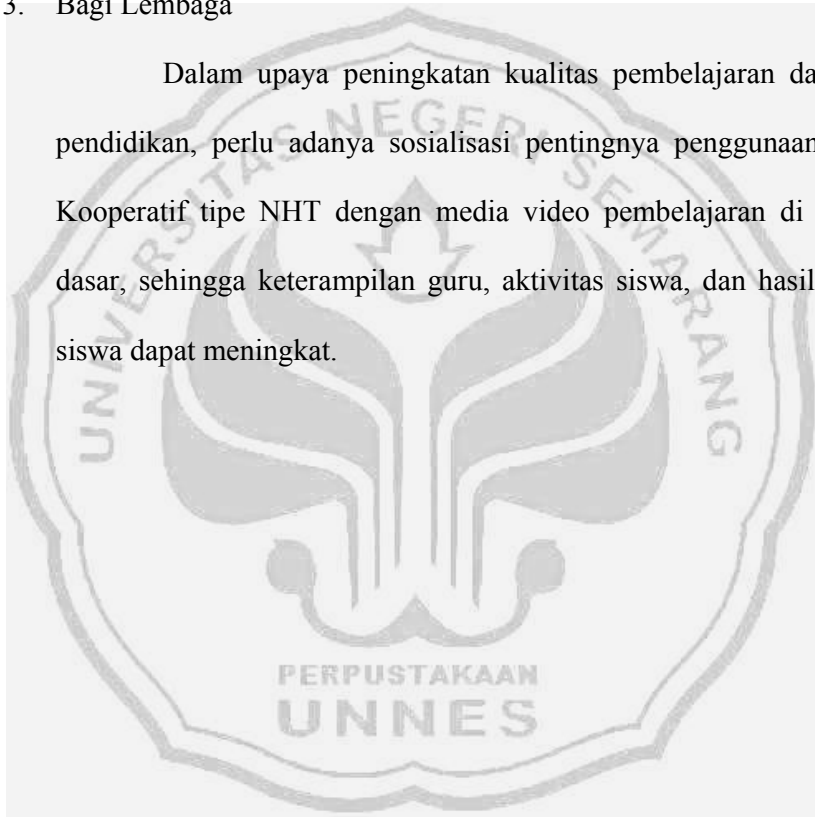 3. Bagi Lembaga
Dalam upaya peningkatan kualitas pembelajaran da
pendidikan, perlu adanya sosialisasi pentingnya penggunaan
Kooperatif tipe NHT dengan media video pembelajaran di
dasar, sehingga keterampilan guru, aktivitas siswa, dan hasil
siswa dapat meningkat.
UNIVERSITAS NEGERI SEMARANG
PERPUSTAKAAN
UNNES